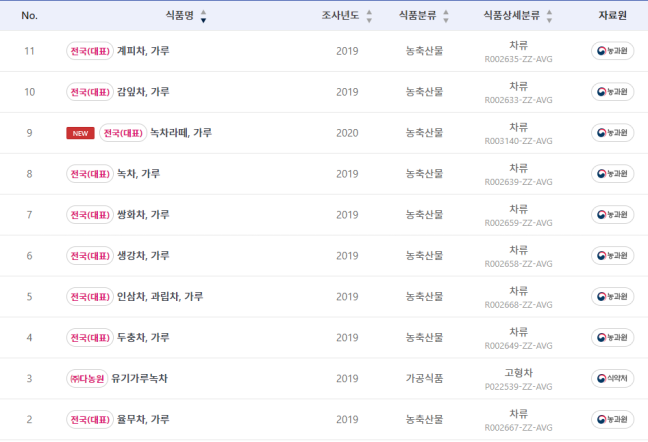 No. 식품명 조사년도 식품분류 식품상세분류 자료원
11 전국(대표) 계피차, 가루 2019 농축산물 차류 농과원
R002635-ZZ-AVG
10 전국(대표) 감잎차, 가루 2019 농축산물 차류 농과원
R002633-ZZ-AVG
9 NEW 전국(대표) 녹차라떼, 가루 2020 농축산물 차류 농과원
R003140-ZZ-AVG
8 전국(대표) 녹차, 가루 2019 농축산물 차류 농과원
R002639-ZZ-AVG
7 전국(대표) 쌍화차, 가루 2019 농축산물 차류 농과원
R002659-ZZ-AVG
6 전국(대표) 생강차, 가루 2019 농축산물 차류 농과원
R002658-ZZ-AVG
5 전국(대표) 인삼차, 과립차, 가루 2019 농축산물 차류 농과원
R002668-ZZ-AVG
4 전국(대표) 두충차, 가루 2019 농축산물 차류 농과원
R002649-ZZ-AVG
3 ㈜다농원 유기가루녹차 2019 가공식품 고형차 식약처
P022539-ZZ-AVG
2 전국(대표) 율무차, 가루 2019 농축산물 차류 농과원
R002667-ZZ-AVG